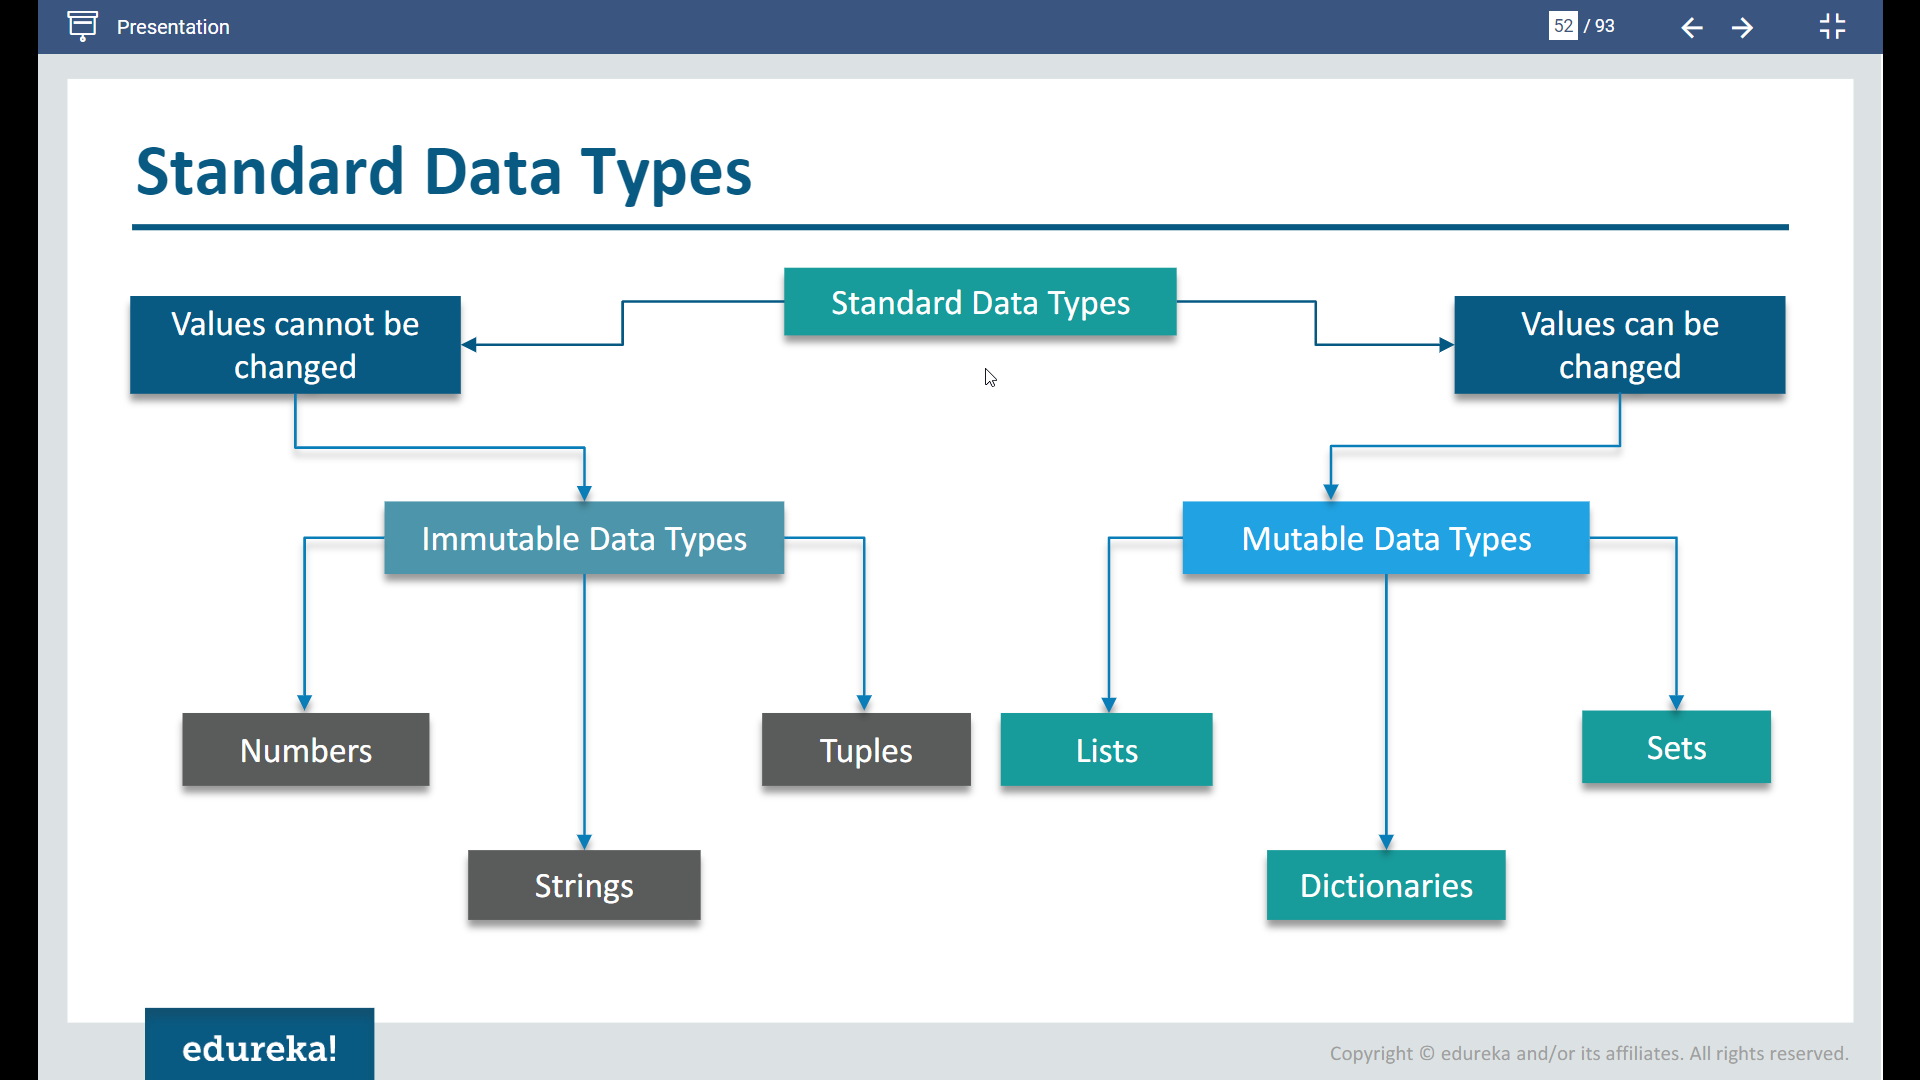 Presentation
52 / 93
Standard Data Types
Standard Data Types
Values cannot be
changed
Values can be
changed
Immutable Data Types
Mutable Data Types
Numbers
Tuples
Lists
Sets
Strings
Dictionaries
edureka!
Copyright © edureka and/or its affiliates. All rights reserved.